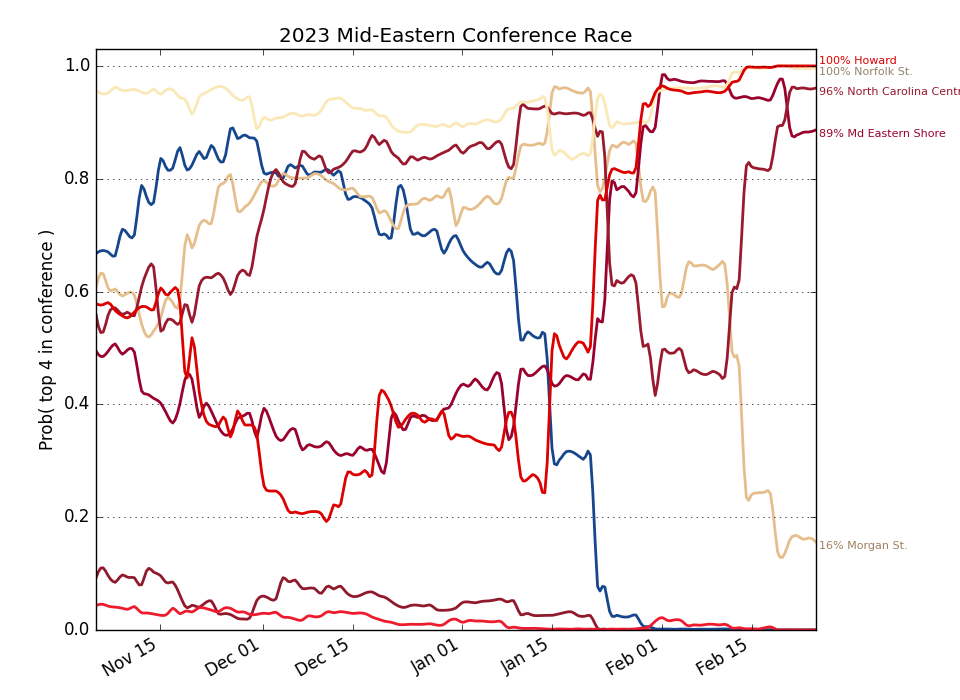 2023 Mid-Eastern Conference Race
Prob( top 4 in conference )
1.0
0.8
0.6
0.4
0.2
0.0
Nov 15
Dec 01
Dec 15
Jan 01
Jan 15
Feb 01
Feb 15
100% Howard
100% Norfolk St.
96% North Carolina Centr
89% Md Eastern Shore
16% Morgan St.